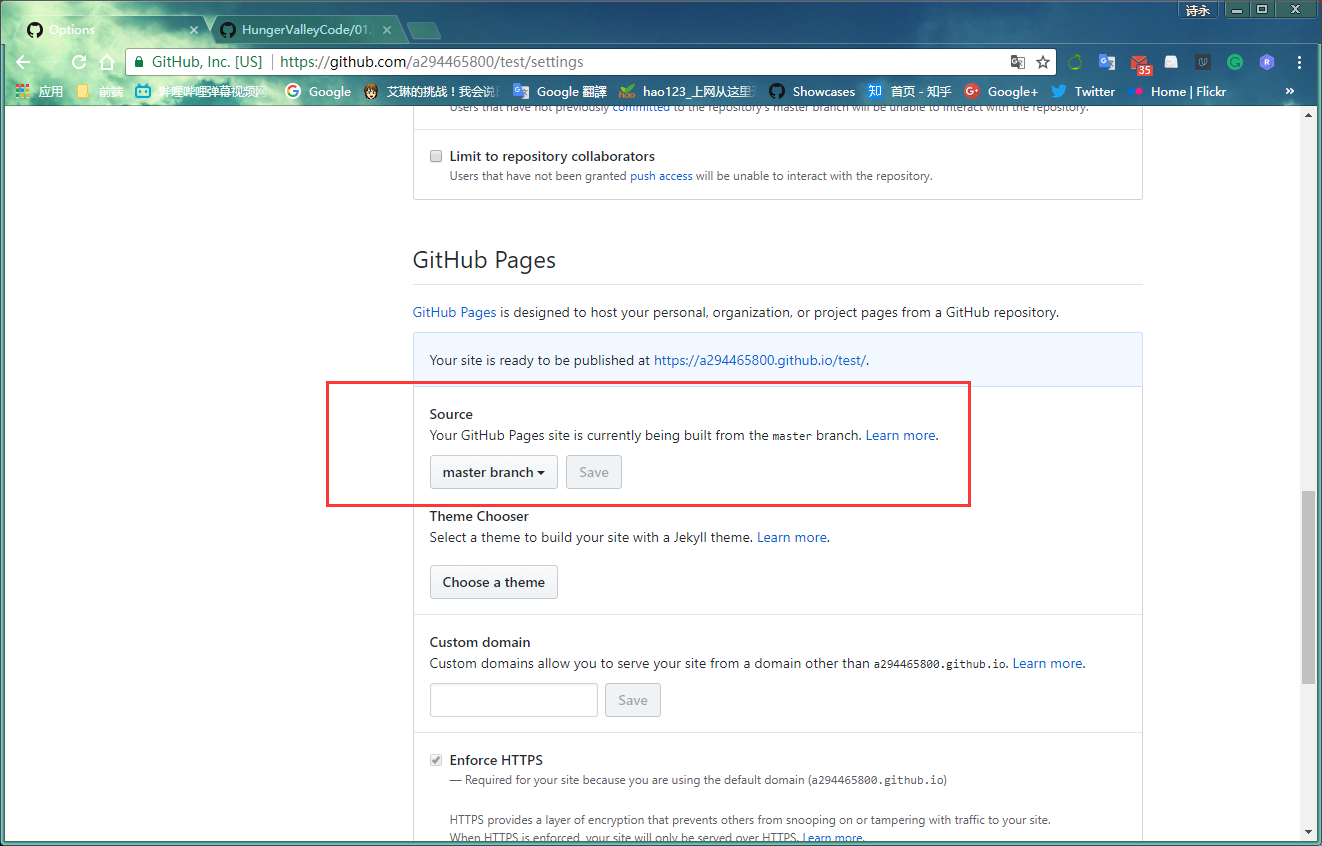 诗永
Options
HungerValleyCode/01.
GitHub, Inc. [US] https://github.com/a294465800/test/settings
35
应用 前端 哔哩哔哩弹幕视频网 Google 艾琳的挑战！我会说 Google 翻譯 hao123_上网从这里 Showcases 知 首页 - 知乎 Google+ Twitter Home | Flickr »
Users that have not previously committed to the repository's master branch will be unable to interact with the repository.
Limit to repository collaborators
Users that have not been granted push access will be unable to interact with the repository.
GitHub Pages
GitHub Pages is designed to host your personal, organization, or project pages from a GitHub repository.
Your site is ready to be published at https://a294465800.github.io/test/.
Source
Your GitHub Pages site is currently being built from the master branch. Learn more.
master branch Save
Theme Chooser
Select a theme to build your site with a Jekyll theme. Learn more.
Choose a theme
Custom domain
Custom domains allow you to serve your site from a domain other than a294465800.github.io. Learn more.
Save
Enforce HTTPS
— Required for your site because you are using the default domain (a294465800.github.io)
HTTPS provides a layer of encryption that prevents others from snooping on or tampering with traffic to your site.
When HTTPS is enforced, your site will only be served over HTTPS. Learn more.